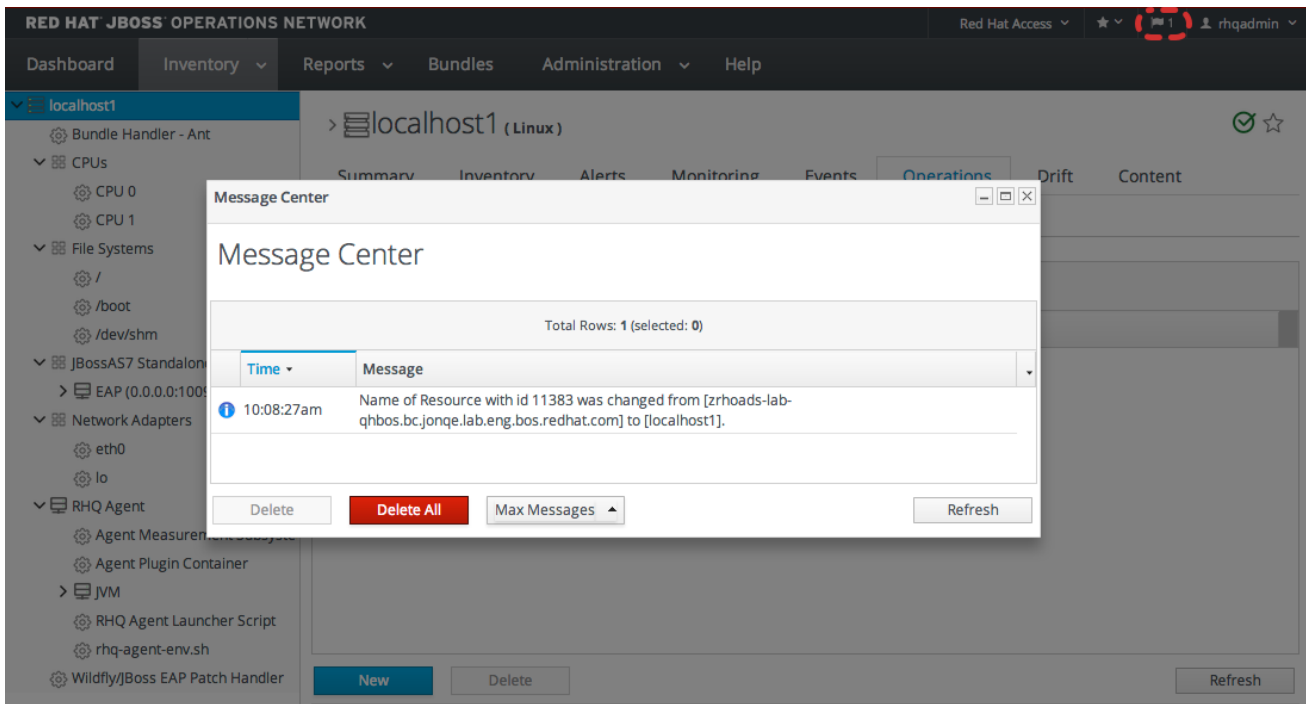 RED HAT JBOSS OPERATIONS NETWORK
Red Hat Access
1
rhqadmin
Dashboard
Inventory
Reports
Bundles
Administration
Help
localhost1
Bundle Handler - Ant
CPUs
CPU 0
CPU 1
File Systems
/
/boot
/dev/shm
JBossAS7 Standalon
EAP (0.0.0.0:1009
Network Adapters
eth0
lo
RHQ Agent
Agent Measurement Subsyste
Agent Plugin Container
JVM
RHQ Agent Launcher Script
rhq-agent-env.sh
Wildfly/JBoss EAP Patch Handler
localhost1 ( Linux )
Summary
Inventory
Alerts
Monitoring
Events
Operations
Drift
Content
Message Center
Message Center
Total Rows: 1 (selected: 0)
Time
Message
10:08:27am
Name of Resource with id 11383 was changed from [zrhoads-lab-
qhbos.bc.jonqe.lab.eng.bos.redhat.com] to [localhost1].
Delete
Delete All
Max Messages
Refresh
New
Delete
Refresh